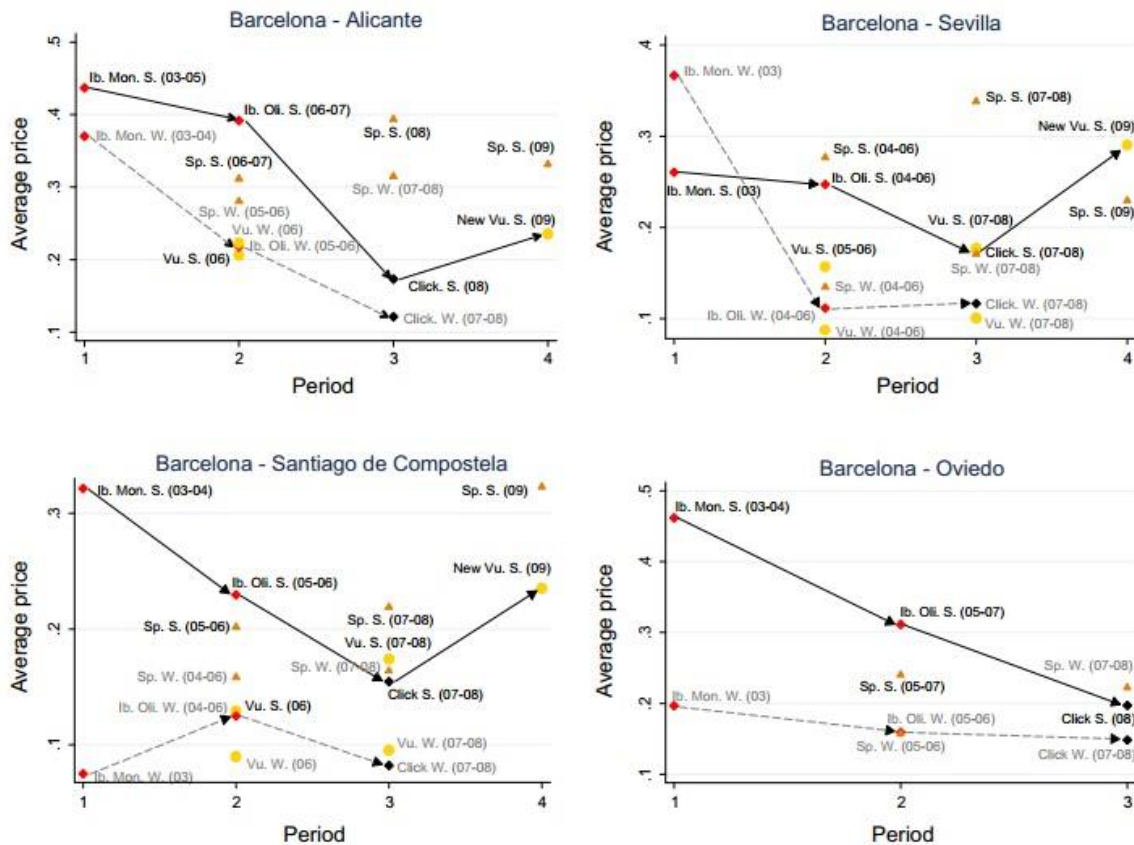 Barcelona - Alicante
Average price
.5
.4
.3
.2
.1
Ib. Mon. S. (03-05)
Ib. Mon. W. (03-04)
Ib. Oli. S. (06-07)
Sp. S. (06-07)
Sp. W. (05-06)
Vu. W. (06)
Ib. Oli. W. (05-06)
Vu. S. (06)
Sp. S. (08)
Sp. W. (07-08)
Click. S. (08)
Click. W. (07-08)
Sp. S. (09)
New Vu. S. (09)
1 2 3 4
Period
Barcelona - Sevilla
Average price
.4
.3
.2
.1
Ib. Mon. W. (03)
Ib. Mon. S. (03)
Sp. S. (04-06)
Ib. Oli. S. (04-06)
Vu. S. (05-06)
Sp. W. (04-06)
Ib. Oli. W. (04-06)
Vu. W. (04-06)
Sp. S. (07-08)
Vu. S. (07-08)
Click. S. (07-08)
Sp. W. (07-08)
Click. W. (07-08)
Vu. W. (07-08)
New Vu. S. (09)
Sp. S. (09)
1 2 3 4
Period
Barcelona - Santiago de Compostela
Average price
.3
.2
.1
Ib. Mon. S. (03-04)
Ib. Mon. W. (03)
Ib. Oli. S. (05-06)
Sp. S. (05-06)
Sp. W. (04-06)
Ib. Oli. W. (04-06)
Vu. S. (06)
Vu. W. (06)
Sp. S. (07-08)
Vu. S. (07-08)
Sp. W. (07-08)
Click S. (07-08)
Vu. W. (07-08)
Click W. (07-08)
Sp. S. (09)
New Vu. S. (09)
1 2 3 4
Period
Barcelona - Oviedo
Average price
.5
.4
.3
.2
.1
Ib. Mon. S. (03-04)
Ib. Mon. W. (03)
Ib. Oli. S. (05-07)
Sp. S. (05-07)
Ib. Oli. W. (05-06)
Sp. W. (05-06)
Sp. W. (07-08)
Click S. (08)
Click W. (07-08)
1 2 3
Period